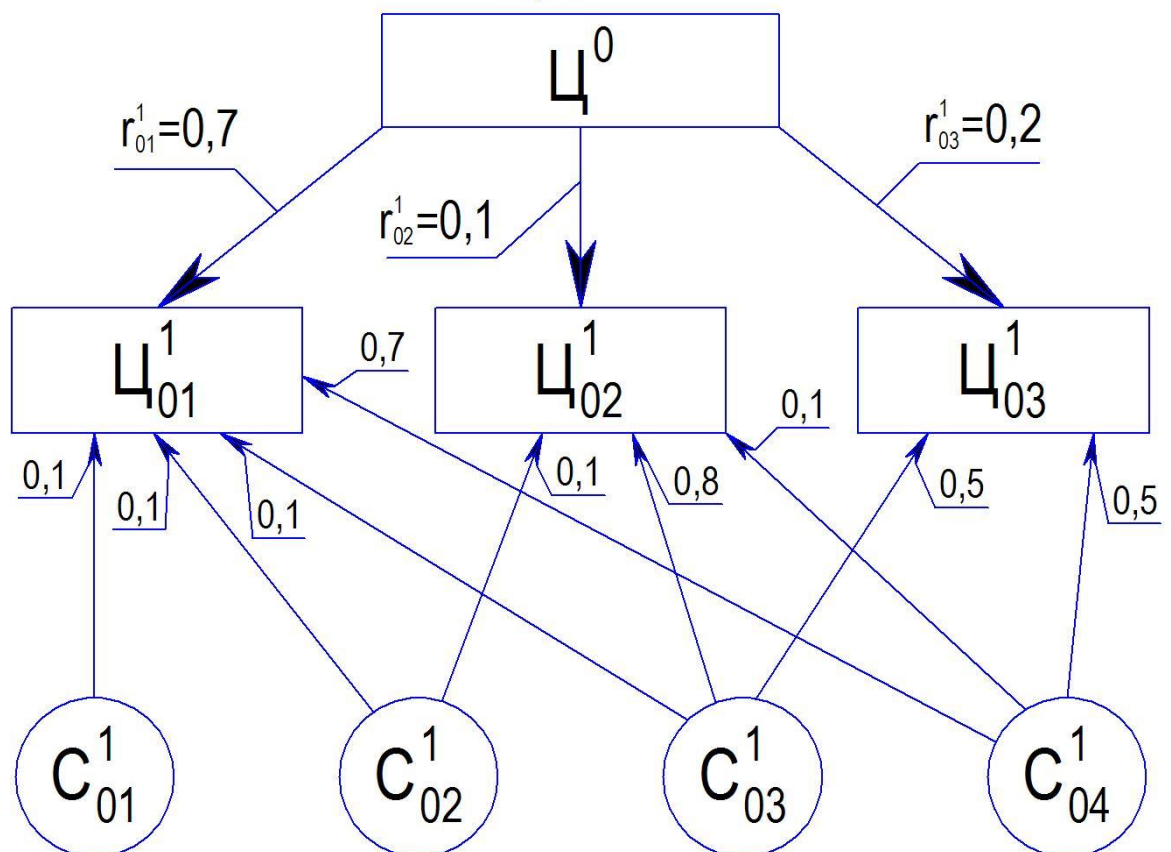 Ц⁰
r¹₀₁=0,7
r¹₀₃=0,2
r¹₀₂=0,1
Ц¹₀₁
Ц¹₀₂
Ц¹₀₃
0,7
0,1
0,1
0,1
0,1
0,1
0,8
0,5
0,5
С¹₀₁
С¹₀₂
С¹₀₃
С¹₀₄